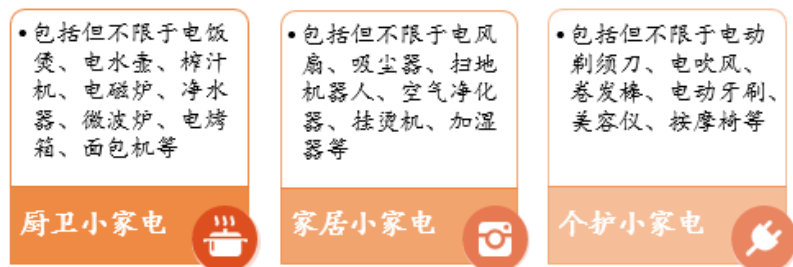 •包括但不限于电饭
煲、电水壶、榨汁
机、电磁炉、净水
器、微波炉、电烤
箱、面包机等
厨卫小家电
•包括但不限于电风
扇、吸尘器、扫地
机器人、空气净化
器、挂烫机、加湿
器等
家居小家电
•包括但不限于电动
剃须刀、电吹风、
卷发棒、电动牙刷、
美容仪、按摩椅等
个护小家电